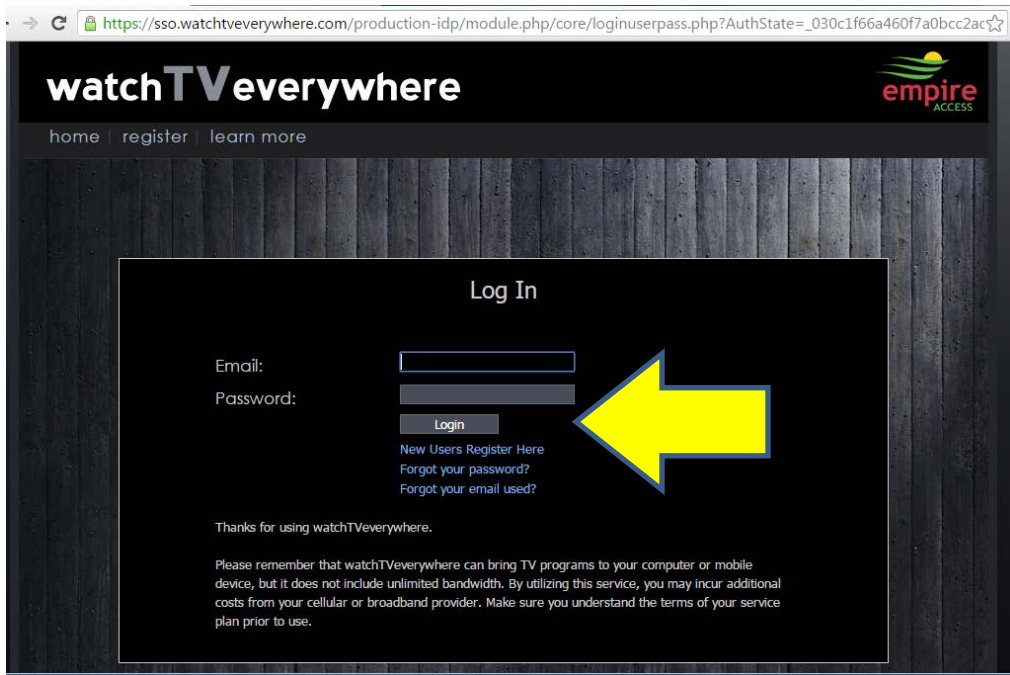 https://sso.watchtveverywhere.com/production-idp/module.php/core/loginuserpass.php?AuthState=_030c1f66a460f7a0bcc2ac
watchTVeverywhere
empire
ACCESS
home | register | learn more
Log In
Email:
Password:
Login
New Users Register Here
Forgot your password?
Forgot your email used?
Thanks for using watchTVeverywhere.
Please remember that watchTVeverywhere can bring TV programs to your computer or mobile
device, but it does not include unlimited bandwidth. By utilizing this service, you may incur additional
costs from your cellular or broadband provider. Make sure you understand the terms of your service
plan prior to use.